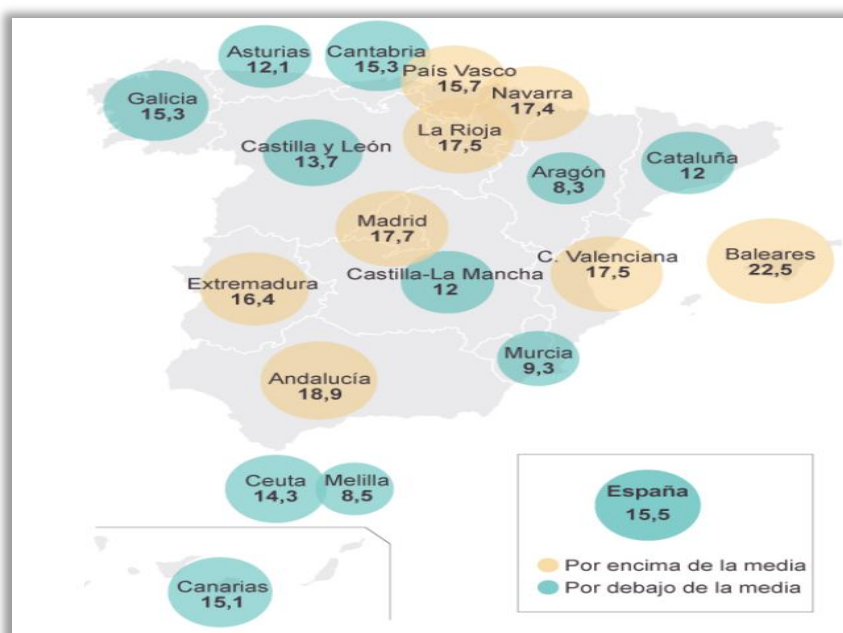 Asturias
12,1
Cantabria
15,3
País Vasco
15,7
Navarra
17,4
Galicia
15,3
La Rioja
17,5
Castilla y León
13,7
Aragón
8,3
Cataluña
12
Madrid
17,7
C. Valenciana
17,5
Baleares
22,5
Castilla-La Mancha
12
Extremadura
16,4
Murcia
9,3
Andalucía
18,9
Ceuta
14,3
Melilla
8,5
Canarias
15,1
España
15,5
Por encima de la media
Por debajo de la media